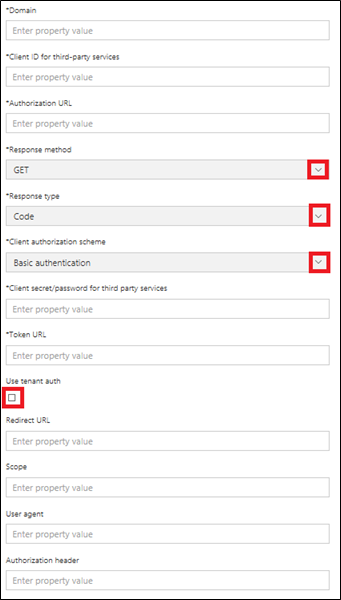 *Domain
Enter property value
*Client ID for third-party services
Enter property value
*Authorization URL
Enter property value
*Response method
GET
*Response type
Code
*Client authorization scheme
Basic authentication
*Client secret/password for third party services
Enter property value
*Token URL
Enter property value
Use tenant auth
Redirect URL
Enter property value
Scope
Enter property value
User agent
Enter property value
Authorization header
Enter property value